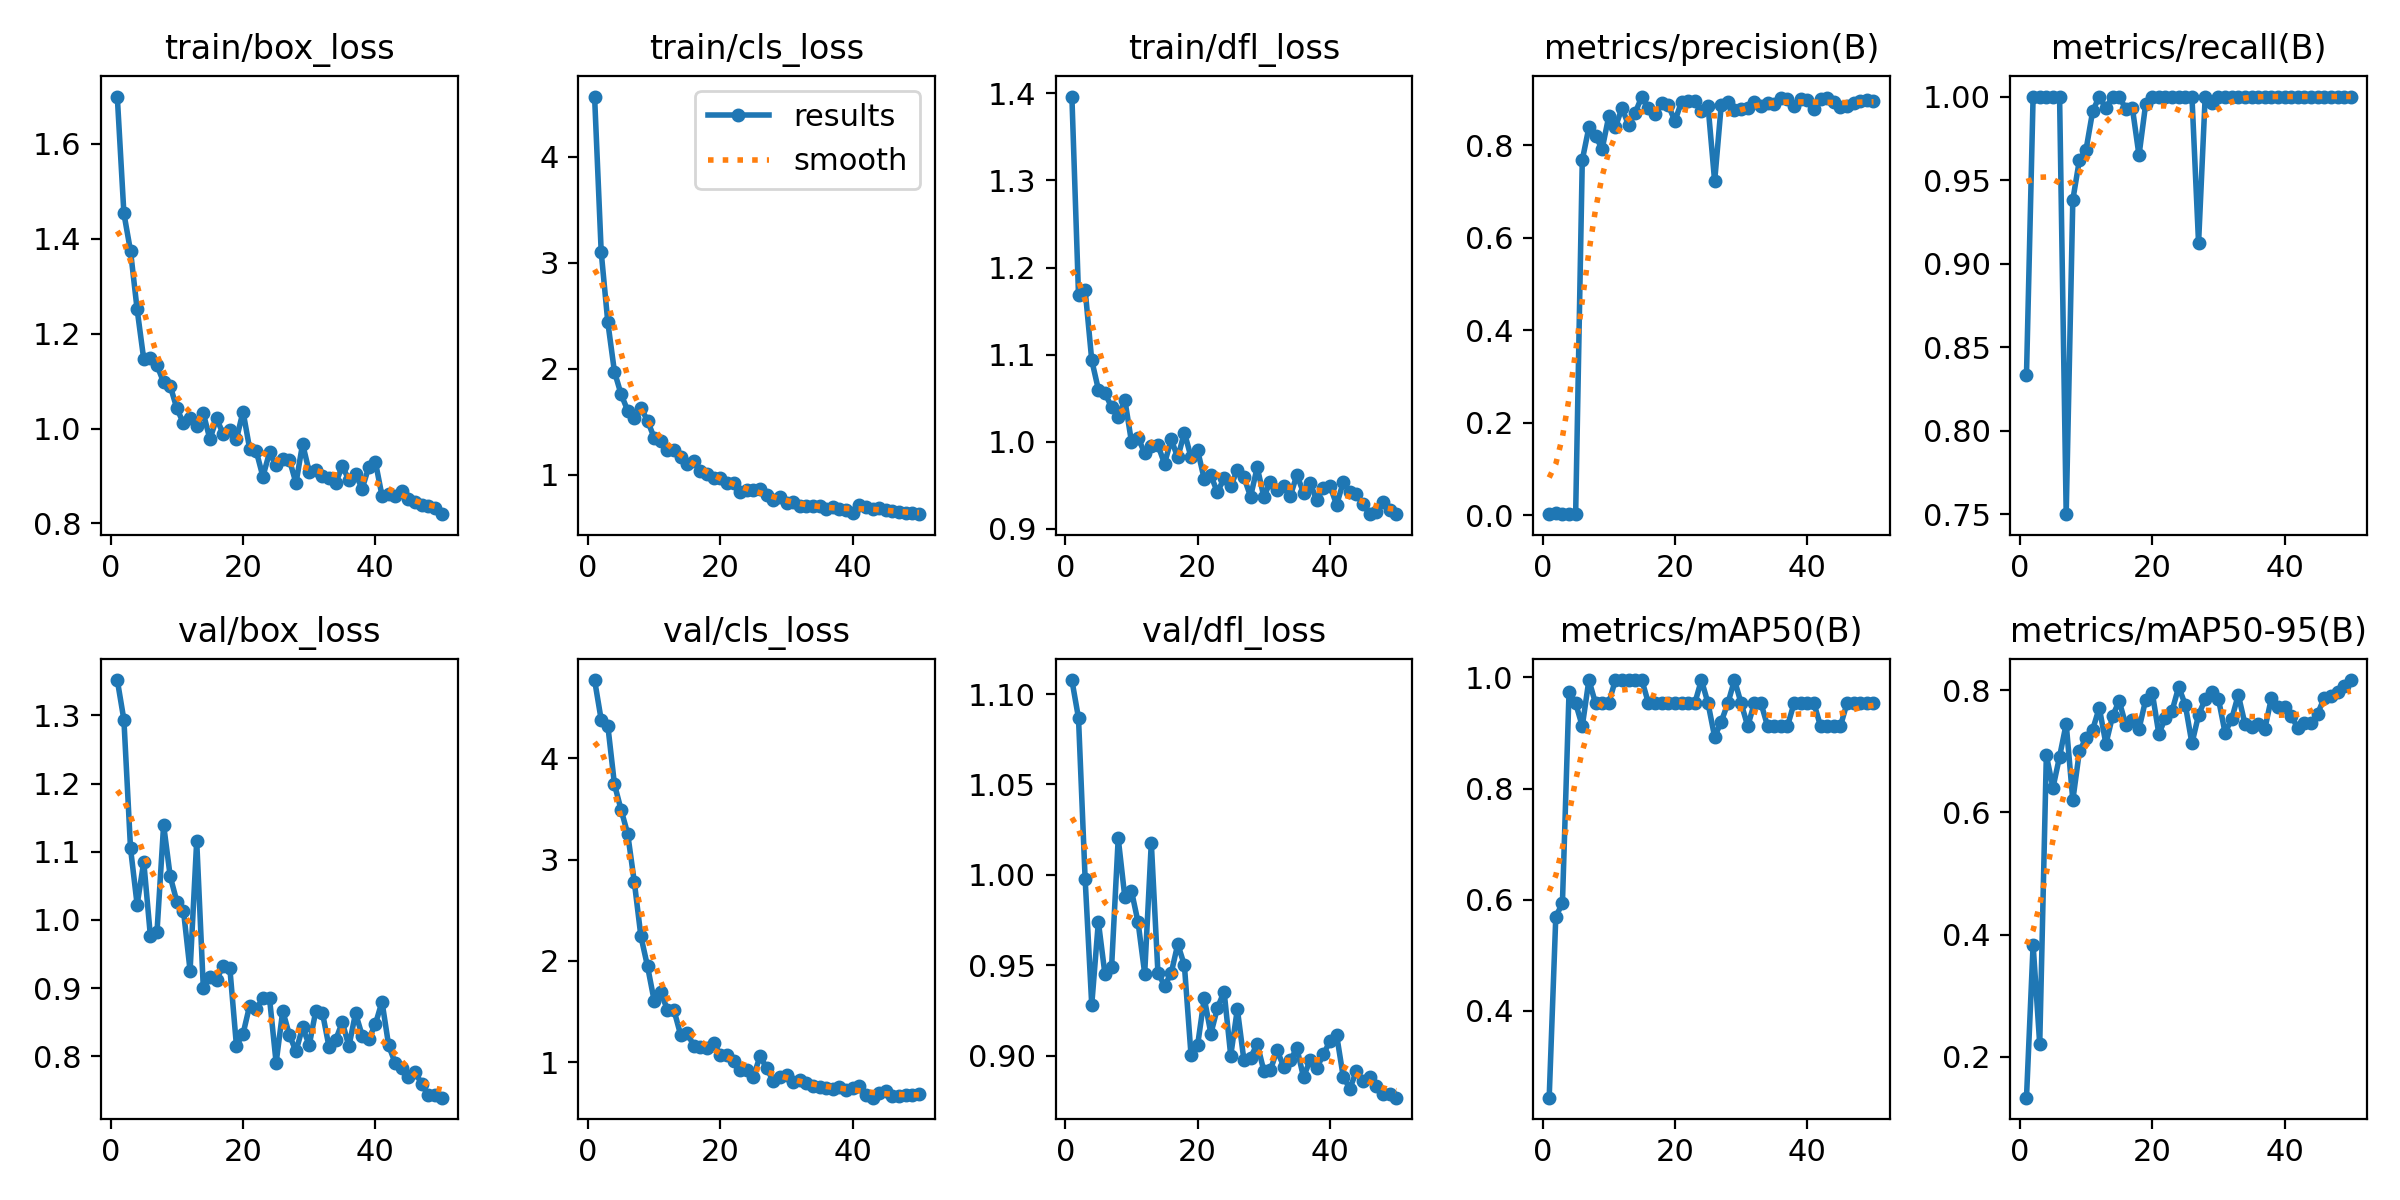 train/box_loss
1.6
1.4
1.2
1.0
0.8
0 20 40
train/cls_loss
results
smooth
4
3
2
1
0 20 40
train/dfl_loss
1.4
1.3
1.2
1.1
1.0
0.9
0 20 40
metrics/precision(B)
0.8
0.6
0.4
0.2
0.0
0 20 40
metrics/recall(B)
1.00
0.95
0.90
0.85
0.80
0.75
0 20 40
val/box_loss
1.3
1.2
1.1
1.0
0.9
0.8
0 20 40
val/cls_loss
4
3
2
1
0 20 40
val/dfl_loss
1.10
1.05
1.00
0.95
0.90
0 20 40
metrics/mAP50(B)
1.0
0.8
0.6
0.4
0 20 40
metrics/mAP50-95(B)
0.8
0.6
0.4
0.2
0 20 40